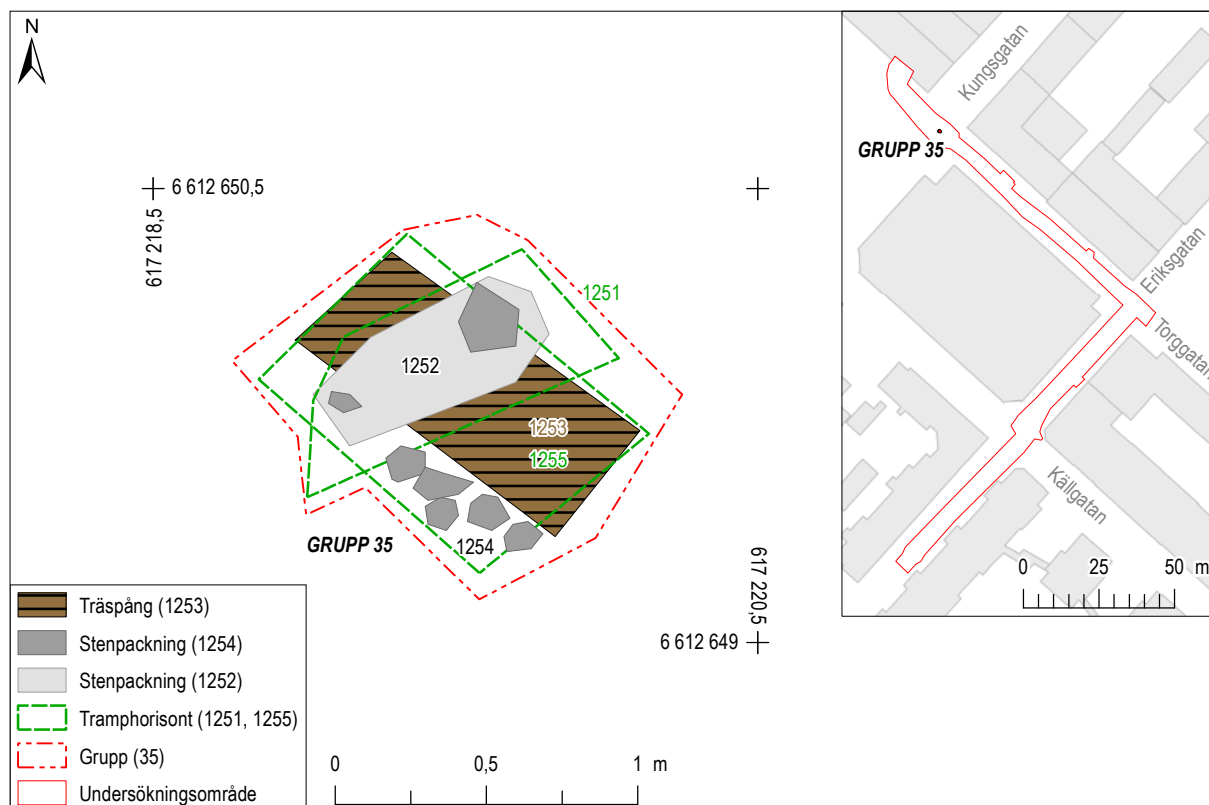 N
6 612 650,5
617 218,5
1251
1252
1253
1255
GRUPP 35
1254
617 220,5
6 612 649
Träspång (1253)
Stenpackning (1254)
Stenpackning (1252)
Tramphorisont (1251, 1255)
Grupp (35)
Undersökningsområde
0 0,5 1 m
Kungsgatan
GRUPP 35
Eriksgatan
Torggatan
Källgatan
0 25 50 m